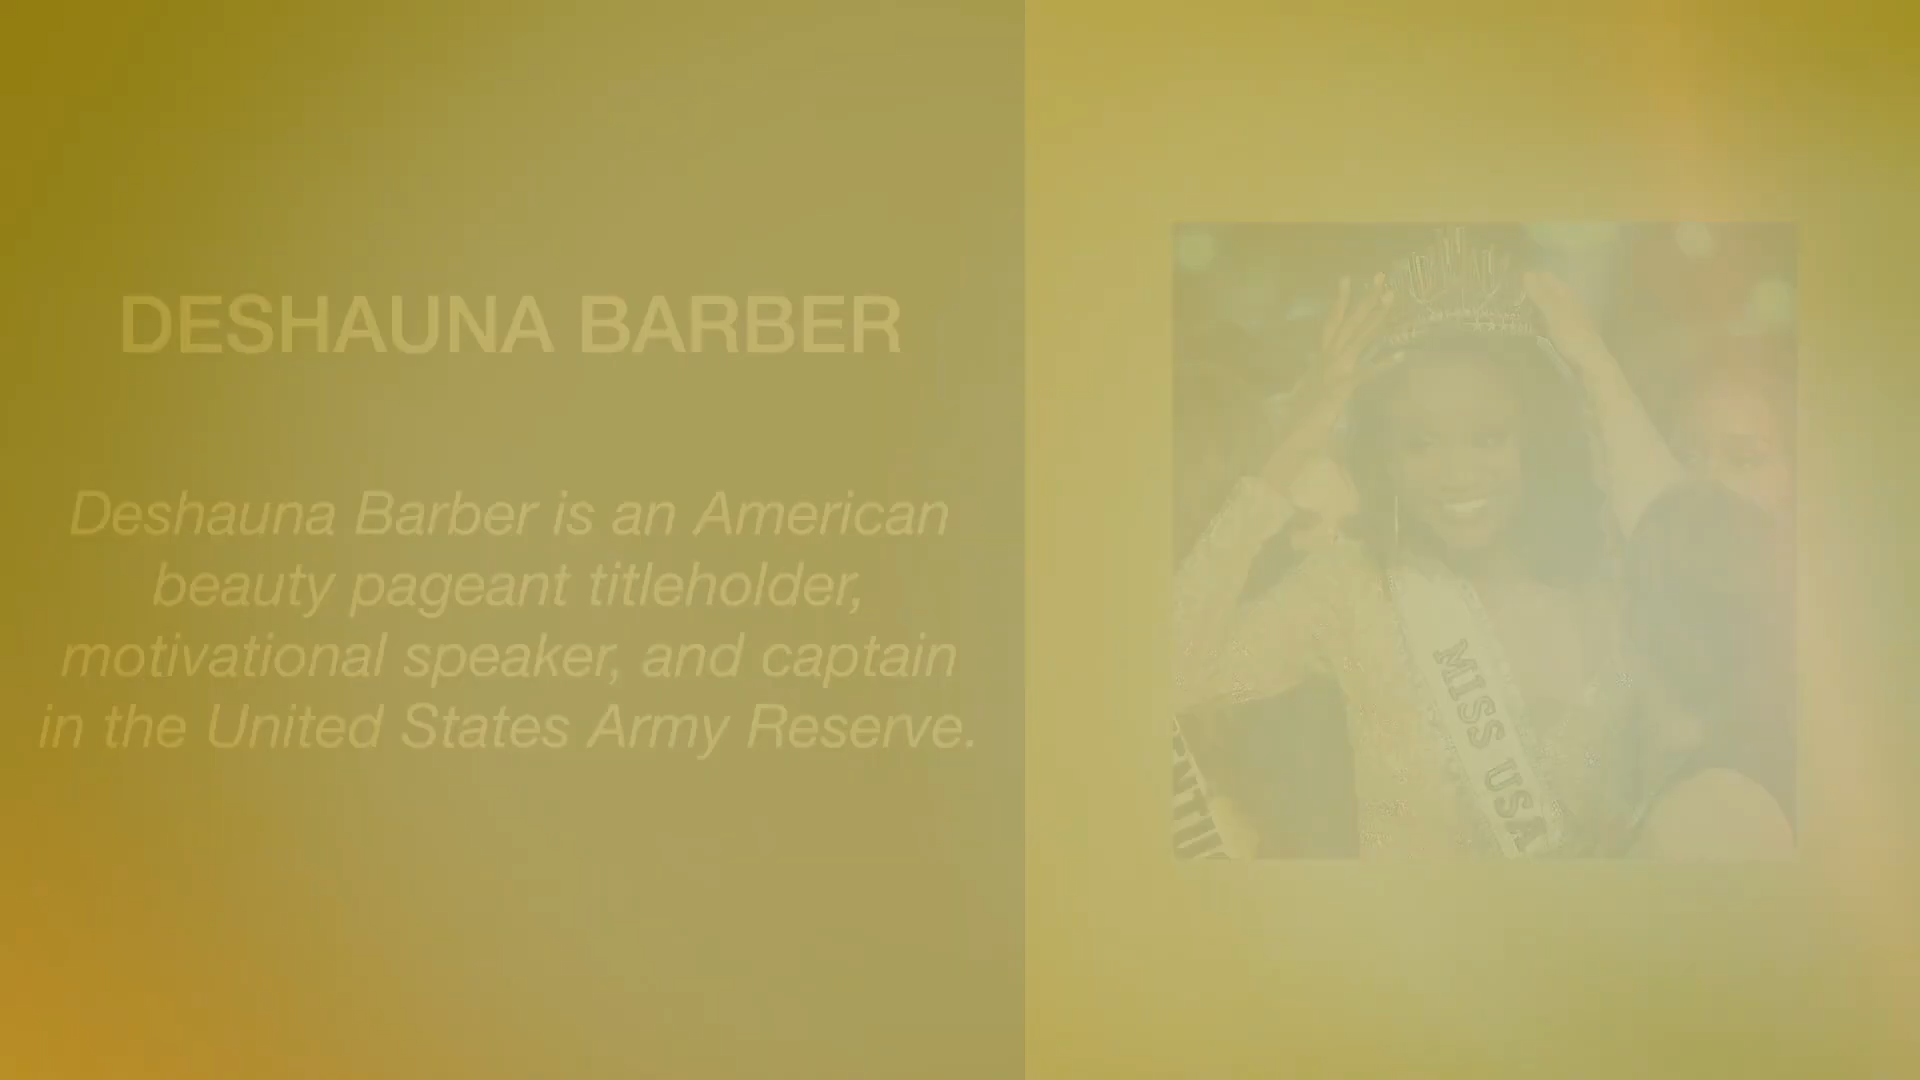 DESHAUNA BARBER
Deshauna Barber is an American
beauty pageant titleholder,
motivational speaker, and captain
in the United States Army Reserve.
MISS USA